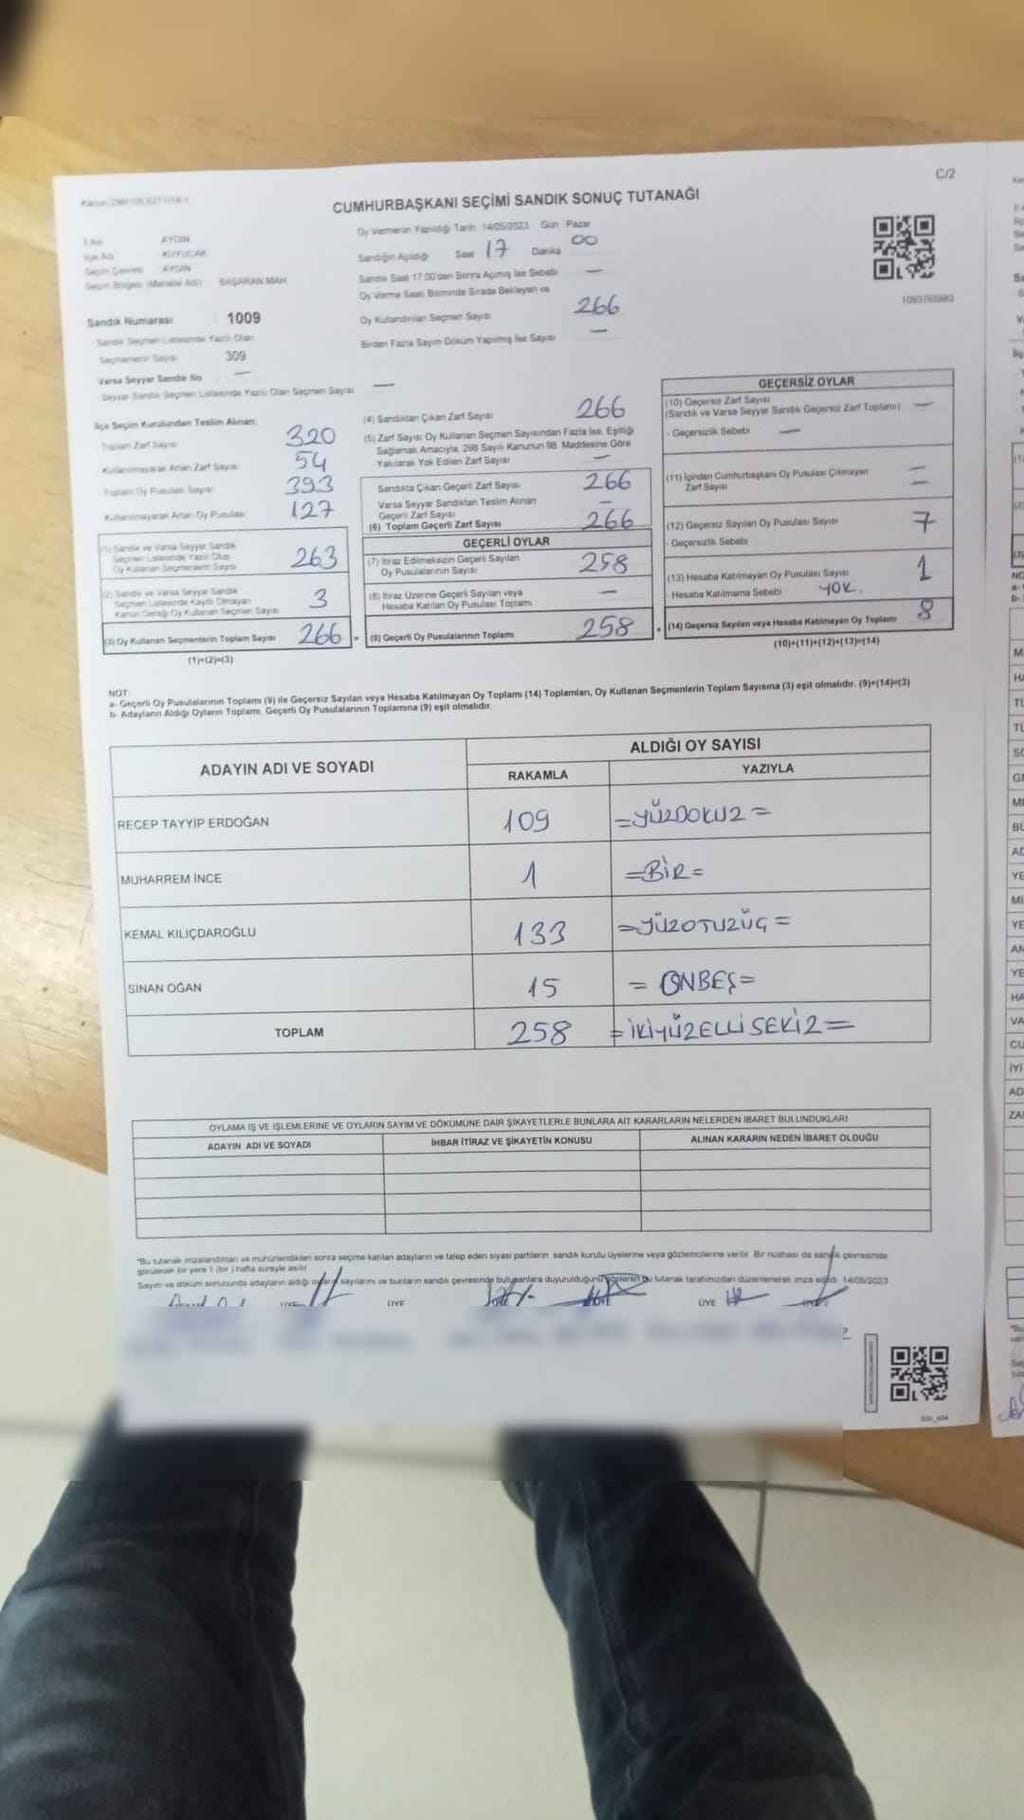 C/2
CUMHURBAŞKANI SEÇİMİ SANDIK SONUÇ TUTANAĞI
Oy Vermenin Yapıldığı Tarih 14/05/2023 Gün Pazar
İlçe Adı KUYUCAK
AYDIN
Seçim Çevresi AYDIN
Seçim Bölgesi (Mahalle Adı) BAŞARAN MAH.
Sandığın Açıldığı Saat 17 Dakika 00
Sandık Saat 17.00'den Sonra Açılmış İse Sebebi —
Oy Verme Saati Bitiminde Sırada Bekleyen ve
Oy Kullandırılan Seçmen Sayısı 266
Birden Fazla Sayım Döküm Yapılmış İse Sayısı —
1093765983
Sandık Numarası 1009
Sandık Seçmen Listesinde Yazılı Olan
Seçmenlerin Sayısı 309
Varsa Seyyar Sandık No —
Seyyar Sandık Seçmen Listesinde Yazılı Olan Seçmen Sayısı —
İlçe Seçim Kurulundan Teslim Alınan:
Toplam Zarf Sayısı 320
Kullanılmayarak Artan Zarf Sayısı 54
Toplam Oy Pusulası Sayısı 393
Kullanılmayarak Artan Oy Pusulası 127
(1) Sandık ve Varsa Seyyar Sandık
Seçmen Listesinde Yazılı Olup
Oy Kullanan Seçmenlerin Sayısı 263
(2) Sandık ve Varsa Seyyar Sandık
Seçmen Listesinde Kaydı Olmayan
Kanun Gereği Oy Kullanan Seçmenlerin Sayısı 3
(3) Oy Kullanan Seçmenlerin Toplam Sayısı 266
(1)+(2)=(3)
(4) Sandıktan Çıkan Zarf Sayısı 266
(5) Zarf Sayısı Oy Kullanan Seçmen Sayısından Fazla İse, Eşitliği
Sağlamak Amacıyla, 298 Sayılı Kanunun 98. Maddesine Göre
Yakılarak Yok Edilen Zarf Sayısı —
Sandıkta Çıkan Geçerli Zarf Sayısı 266
Varsa Seyyar Sandıktan Teslim Alınan
Geçerli Zarf Sayısı —
(6) Toplam Geçerli Zarf Sayısı 266
GEÇERLİ OYLAR
(7) İtiraz Edilmeksizin Geçerli Sayılan
Oy Pusulalarının Sayısı 258
(8) İtiraz Üzerine Geçerli Sayılan veya
Hesaba Katılan Oy Pusulası Toplamı —
= (9) Geçerli Oy Pusulalarının Toplamı 258
GEÇERSİZ OYLAR
(10) Geçersiz Zarf Sayısı —
(Sandık ve Varsa Seyyar Sandık Geçersiz Zarf Toplamı)
- Geçersizlik Sebebi —
(11) İçinden Cumhurbaşkanı Oy Pusulası Çıkmayan
Zarf Sayısı —
(12) Geçersiz Sayılan Oy Pusulası Sayısı 7
- Geçersizlik Sebebi
(13) Hesaba Katılmayan Oy Pusulası Sayısı 1
- Hesaba Katılmama Sebebi YOK.
+ (14) Geçersiz Sayılan veya Hesaba Katılmayan Oy Toplamı 8
(10)+(11)+(12)+(13)=(14)
NOT:
a- Geçerli Oy Pusulalarının Toplamı (9) ile Geçersiz Sayılan veya Hesaba Katılmayan Oy Toplamı (14) Toplamları, Oy Kullanan Seçmenlerin Toplam Sayısına (3) eşit olmalıdır. (9)+(14)=(3)
b- Adayların Aldığı Oyların Toplamı, Geçerli Oy Pusulalarının Toplamına (9) eşit olmalıdır.
ADAYIN ADI VE SOYADI ALDIĞI OY SAYISI
RAKAMLA YAZIYLA
RECEP TAYYİP ERDOĞAN 109 =YÜZDOKUZ=
MUHARREM İNCE 1 =BİR=
KEMAL KILIÇDAROĞLU 133 =YÜZOTUZÜÇ=
SİNAN OĞAN 15 =ONBEŞ=
TOPLAM 258 =İKİYÜZELLİSEKİZ=
OYLAMA İŞ VE İŞLEMLERİNE VE OYLARIN SAYIM VE DÖKÜMÜNE DAİR ŞİKAYETLERLE BUNLARA AİT KARARLARIN NELERDEN İBARET BULUNDUKLARI
ADAYIN ADI VE SOYADI İHBAR İTİRAZ VE ŞİKAYETİN KONUSU ALINAN KARARIN NEDEN İBARET OLDUĞU
*Bu tutanak imzalandıktan ve mühürlendikten sonra seçime katılan adayların ve talep eden siyasi partilerin sandık kurulu üyelerine veya gözlemcilerine verilir. Bir nüshası da sandık çevresinde
görülecek bir yere 1 (bir) hafta süreyle asılır.
Sayım ve döküm sonucunda adayların aldığı oyların sayılarını ve bunların sandık çevresinde bulunanlara duyurulduğunu gösteren bu tutanak tarafımızdan düzenlenerek imza edildi. 14/05/2023
ÜYE ÜYE ÜYE